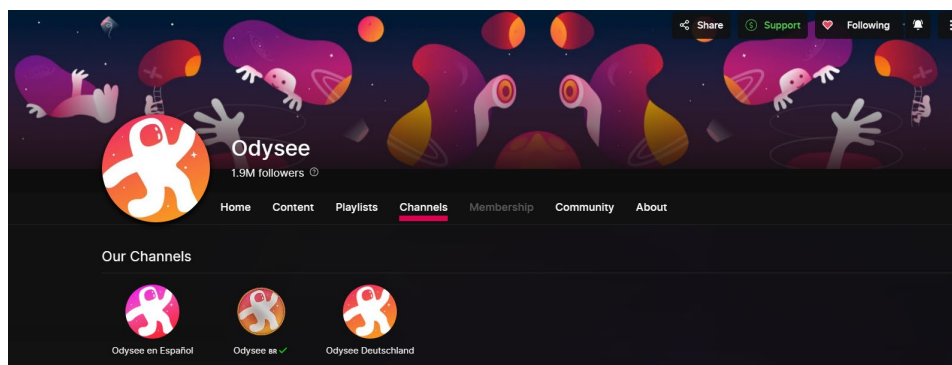 Share Support Following
Odysee
1.9M followers
Home Content Playlists Channels Membership Community About
Our Channels
Odysee en Español Odysee BR Odysee Deutschland